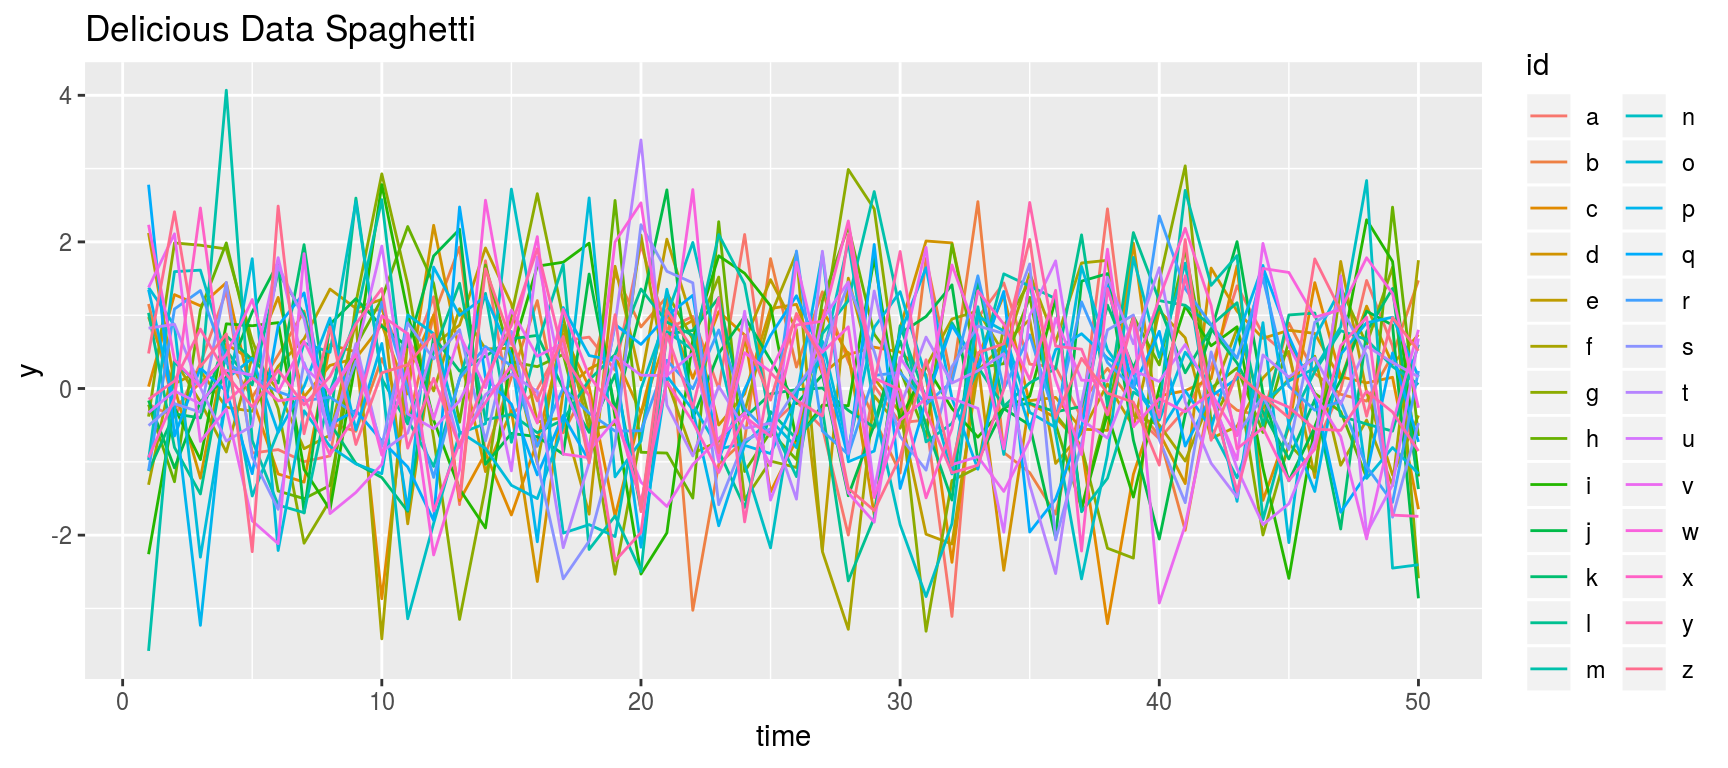 Delicious Data Spaghetti
4
2
0
-2
y
0 10 20 30 40 50
time
id
a n
b o
c p
d q
e r
f s
g t
h u
i v
j w
k x
l y
m z